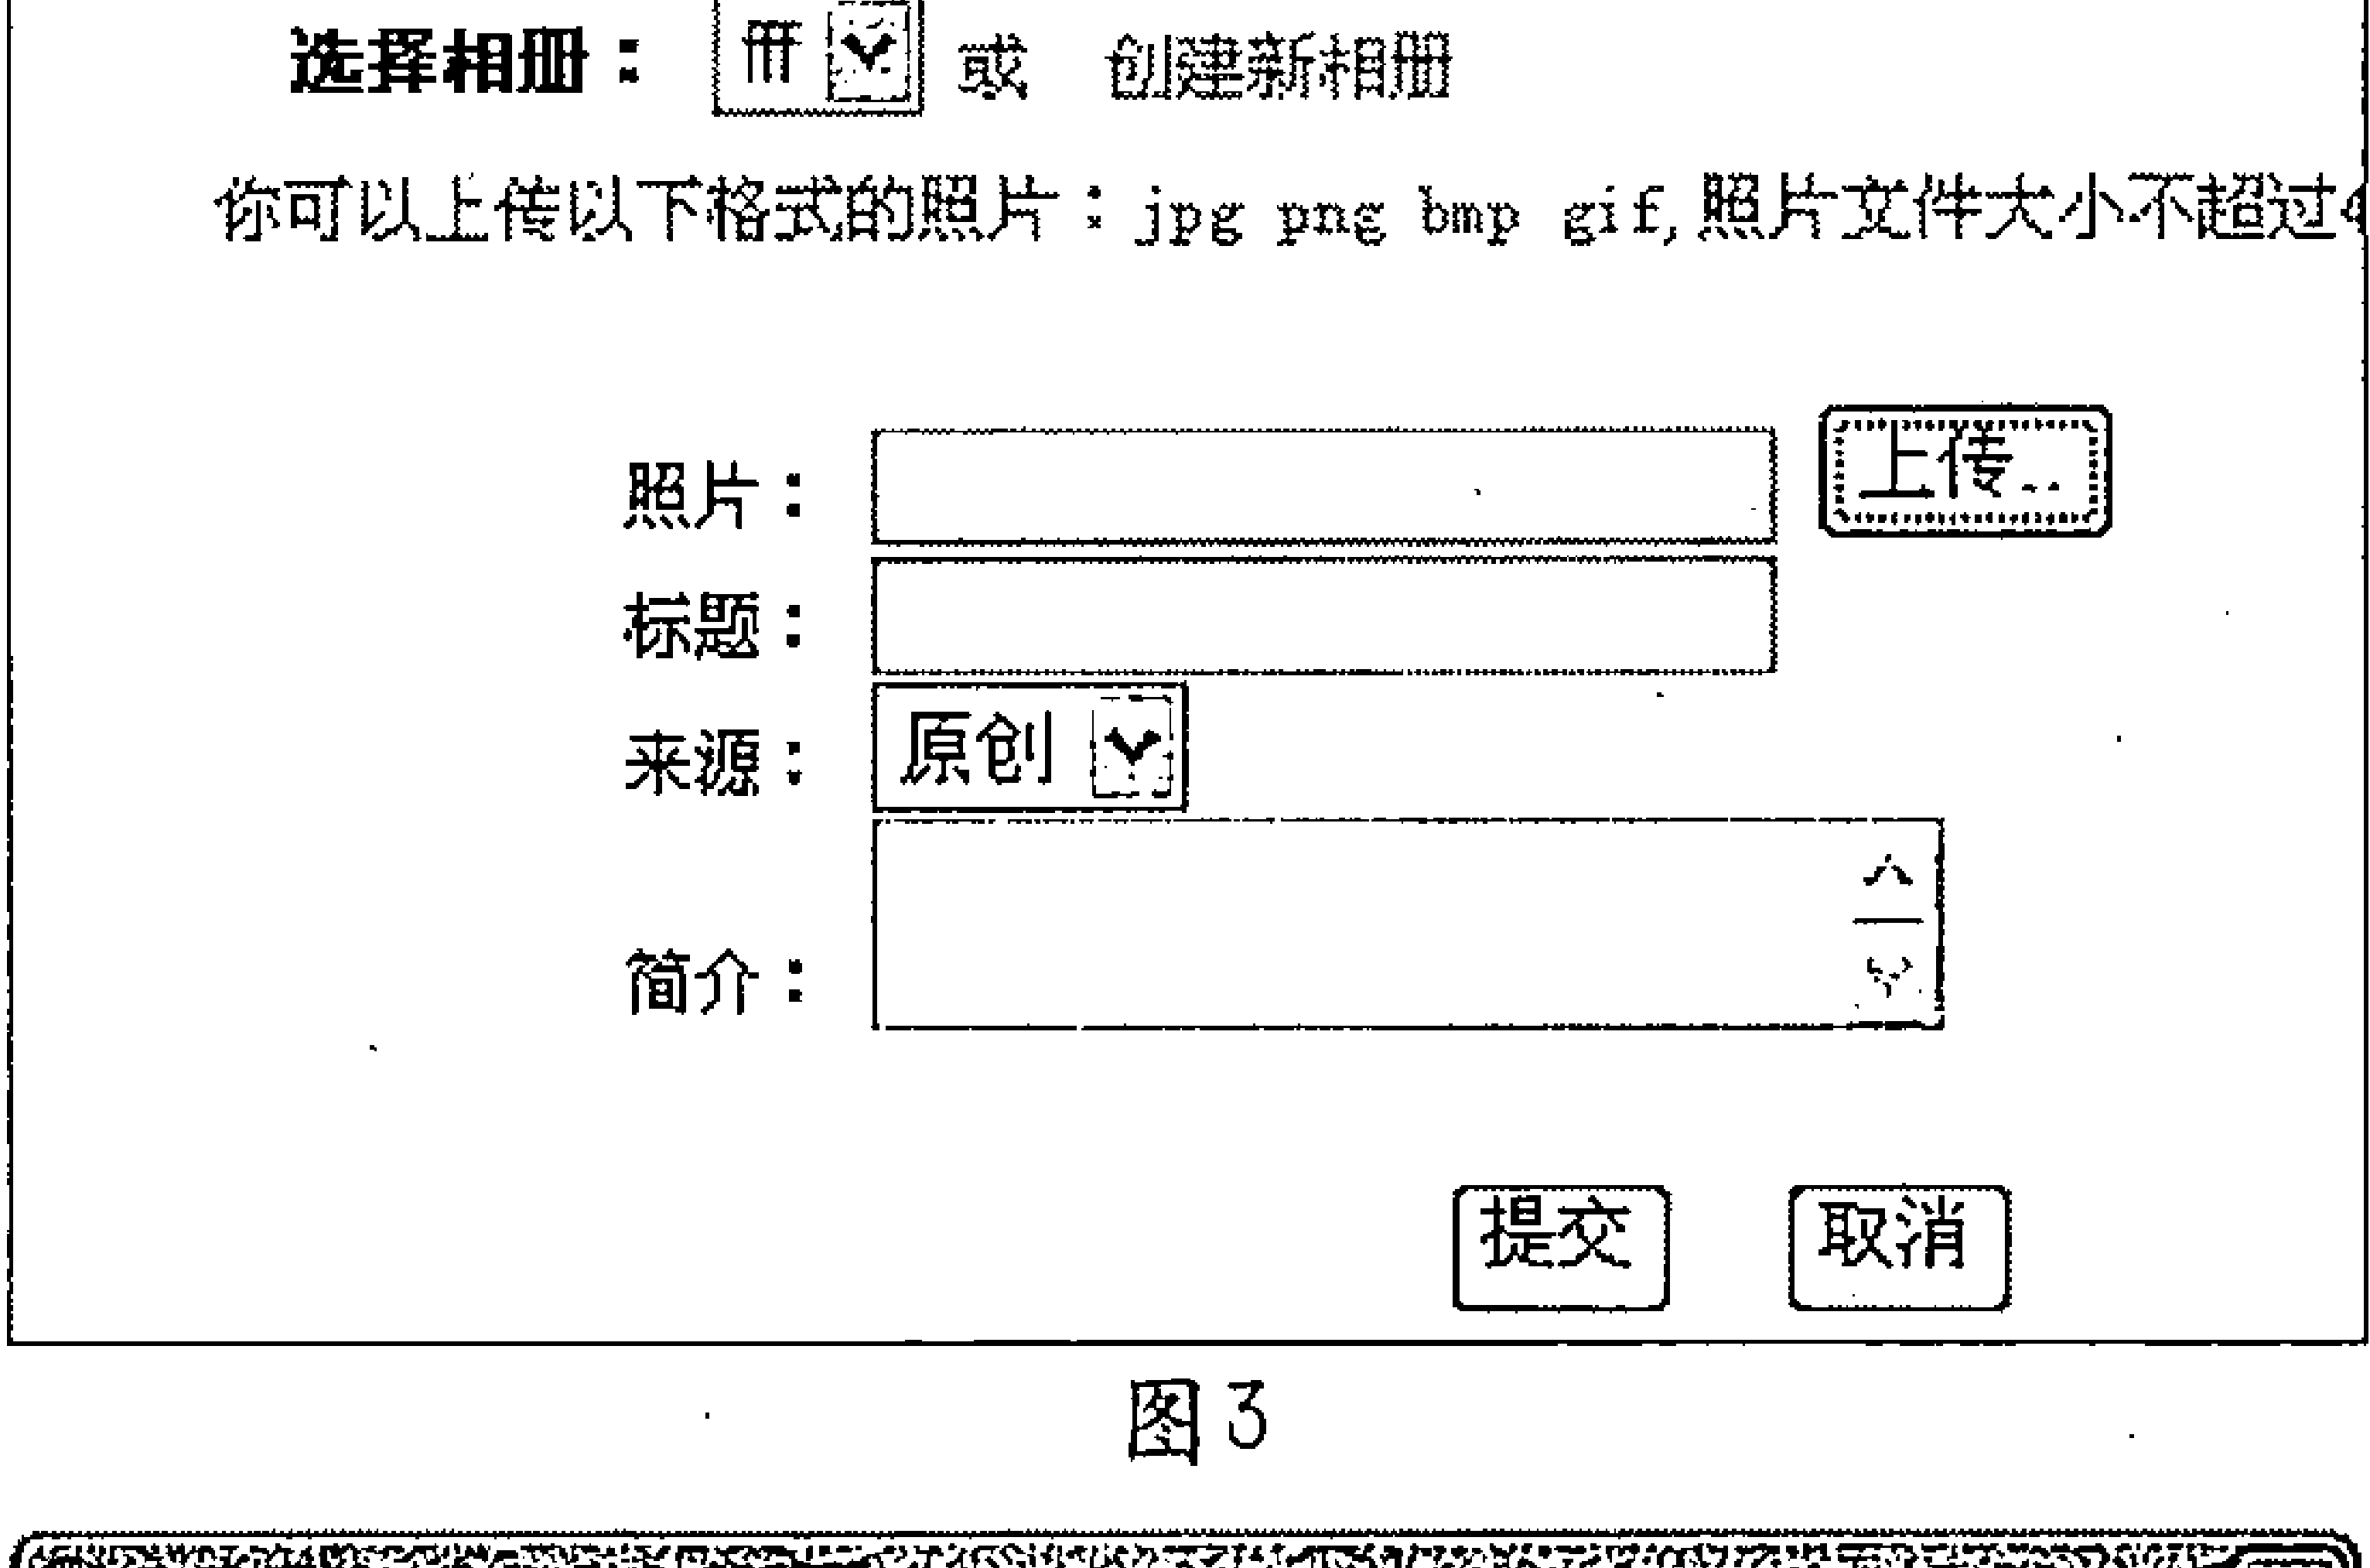 选择相册： 或 创建新相册
你可以上传以下格式的照片：jpg png bmp gif,照片文件大小不超过
照片： 上传..
标题：
来源： 原创
简介：
提交 取消
图3